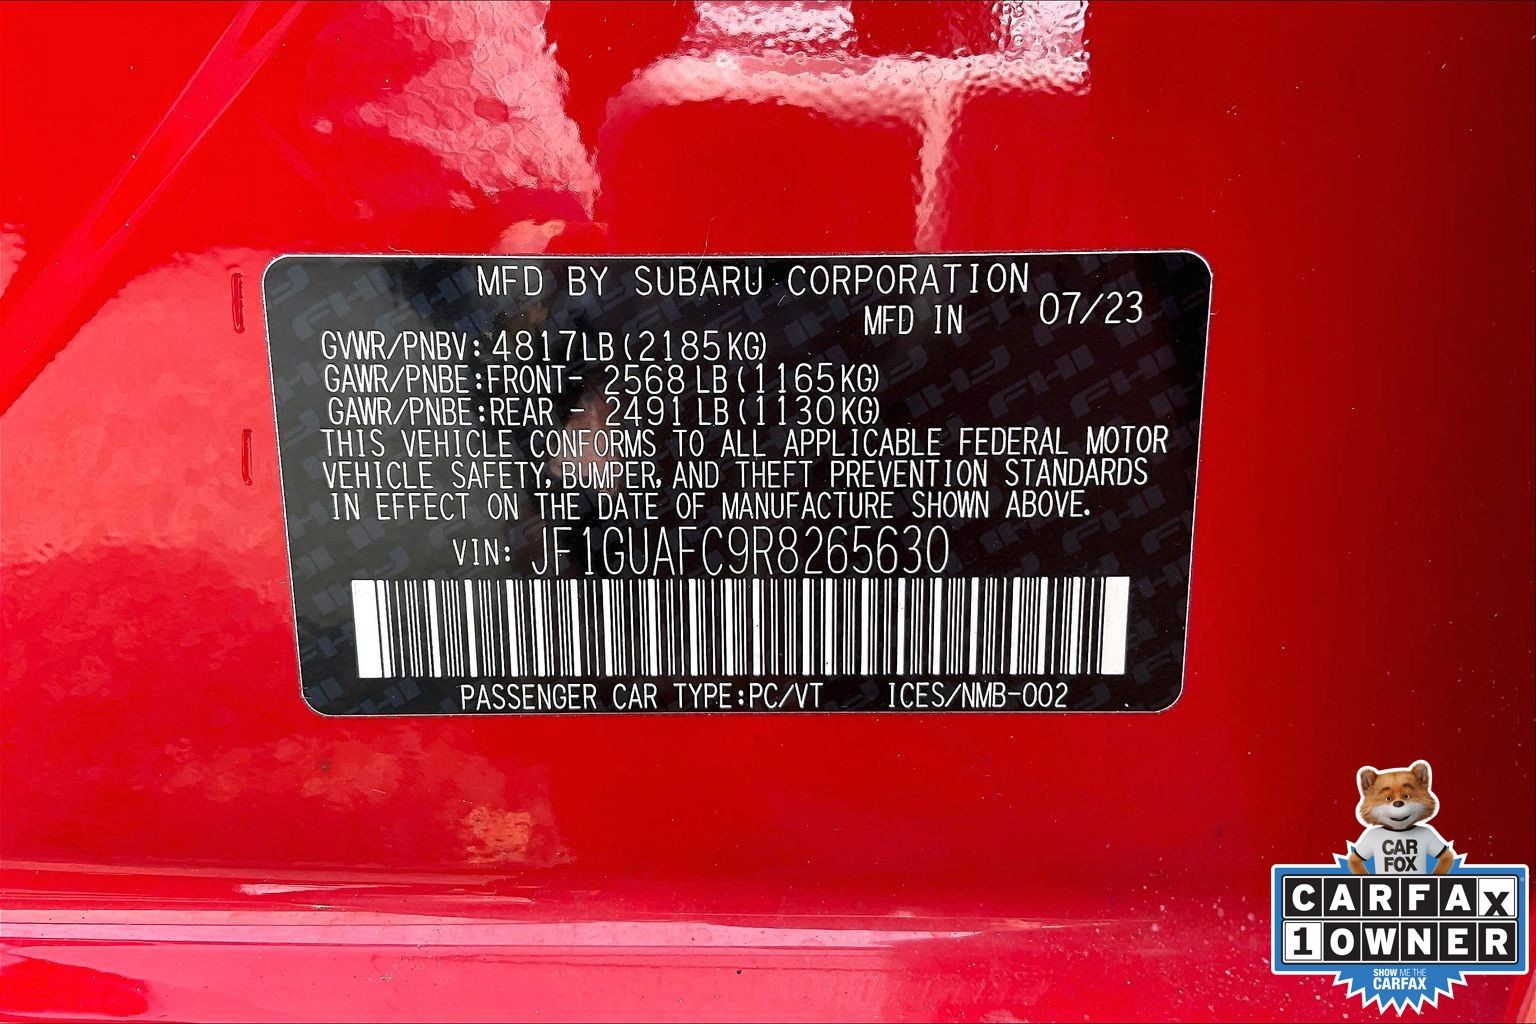 MFD BY SUBARU CORPORATION
MFD IN 07/23
GVWR/PNBV: 4817LB (2185KG)
GAWR/PNBE:FRONT- 2568 LB (1165KG)
GAWR/PNBE:REAR - 2491 LB (1130KG)
THIS VEHICLE CONFORMS TO ALL APPLICABLE FEDERAL MOTOR
VEHICLE SAFETY, BUMPER, AND THEFT PREVENTION STANDARDS
IN EFFECT ON THE DATE OF MANUFACTURE SHOWN ABOVE.
VIN: JF1GUAFC9R8265630
PASSENGER CAR TYPE:PC/VT ICES/NMB-002
CAR
FOX
CARFAX
1OWNER
SHOW ME THE
CARFAX